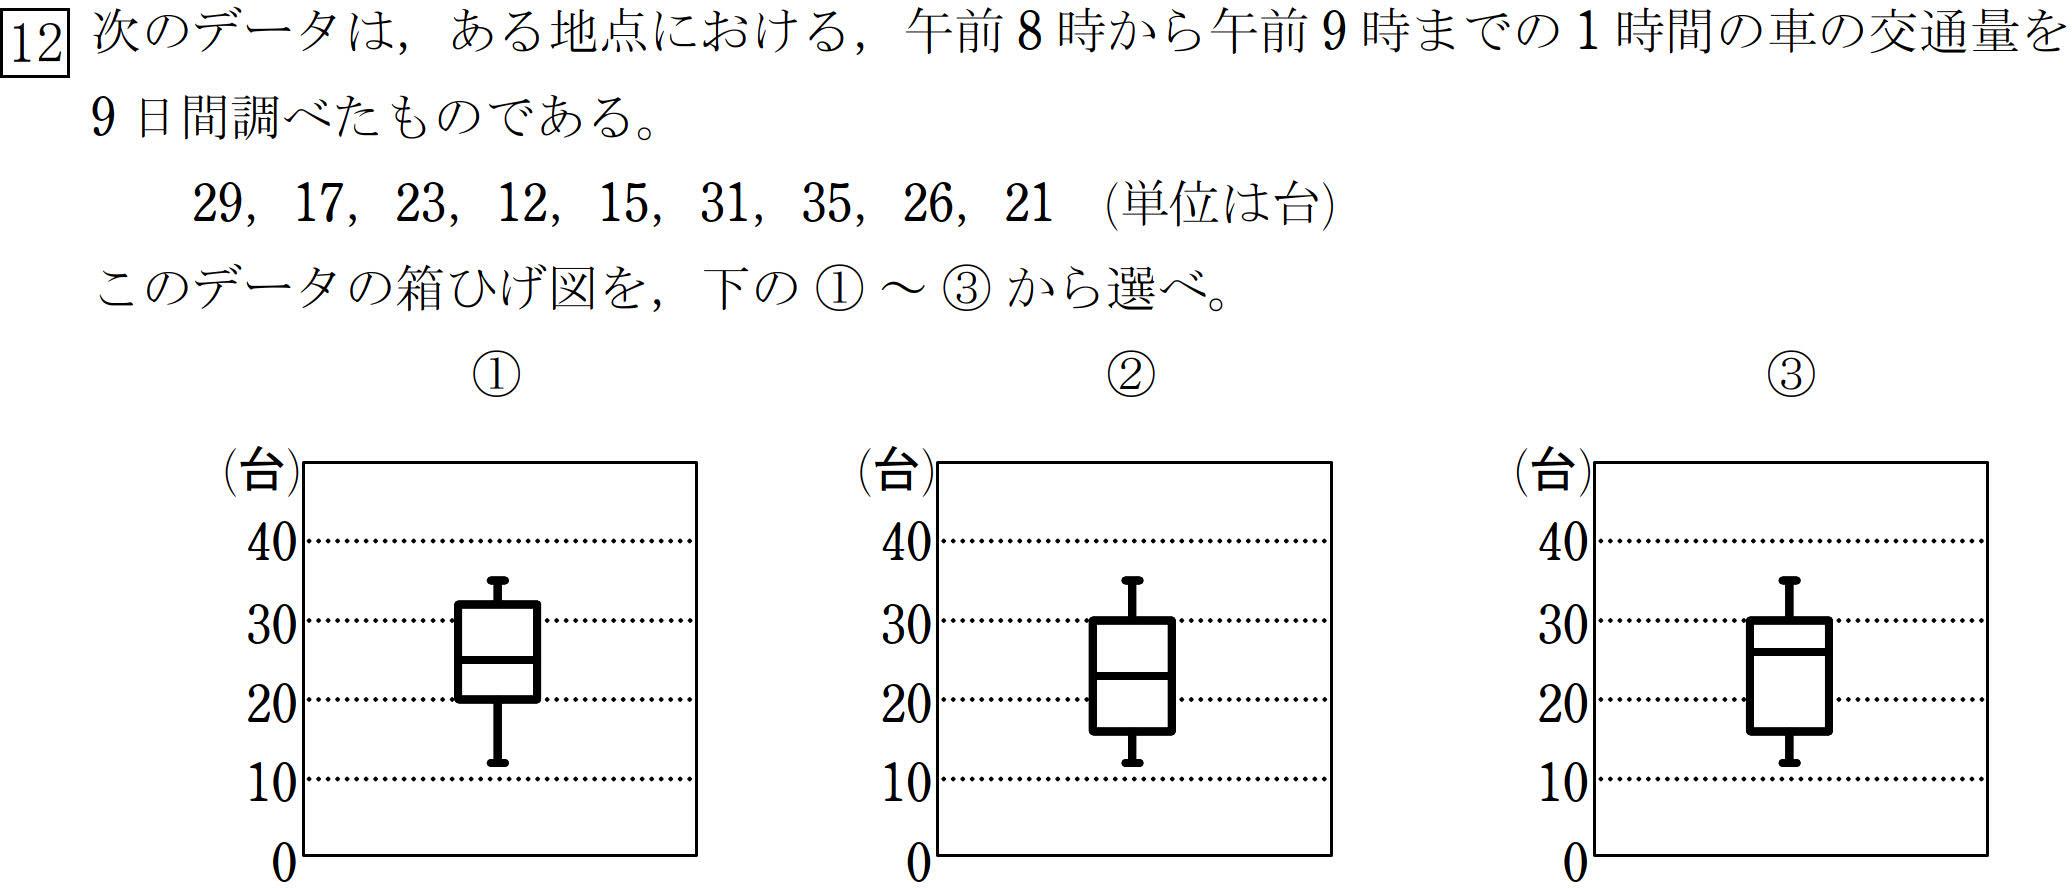 12 次のデータは，ある地点における，午前 8 時から午前 9 時までの 1 時間の車の交通量を
9 日間調べたものである。
29，17，23，12，15，31，35，26，21 (単位は台)
このデータの箱ひげ図を，下の ① ～ ③ から選べ。
① ② ③
(台) (台) (台)
40 40 40
30 30 30
20 20 20
10 10 10
0 0 0